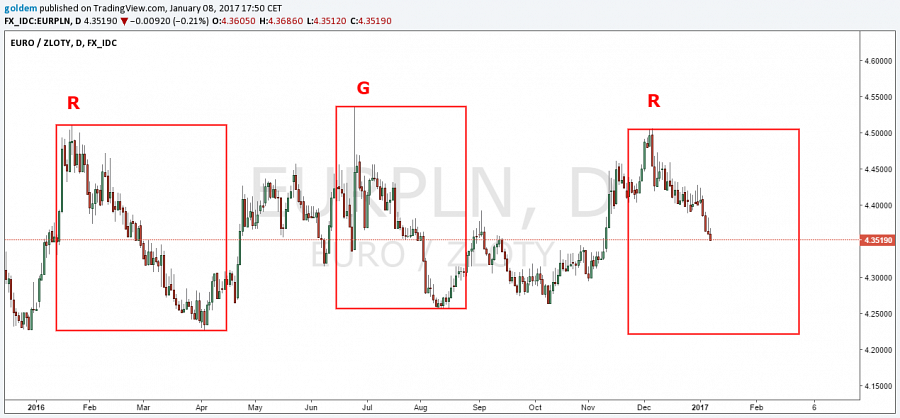 goldem published on TradingView.com, January 08, 2017 17:50 CET
FX_IDC:EURPLN, D 4.35190 ▼ −0.00920 (−0.21%) O:4.36050 H:4.36860 L:4.35120 C:4.35190
EURO / ZLOTY, D, FX_IDC
4.60000
4.55000
G
R
R
4.50000
4.45000
EURPLN, D
4.40000
4.35190
EURO / ZLOTY
4.30000
4.25000
4.20000
4.15000
2016 Feb Mar Apr May Jun Jul Aug Sep Oct Nov Dec 2017 Feb 6